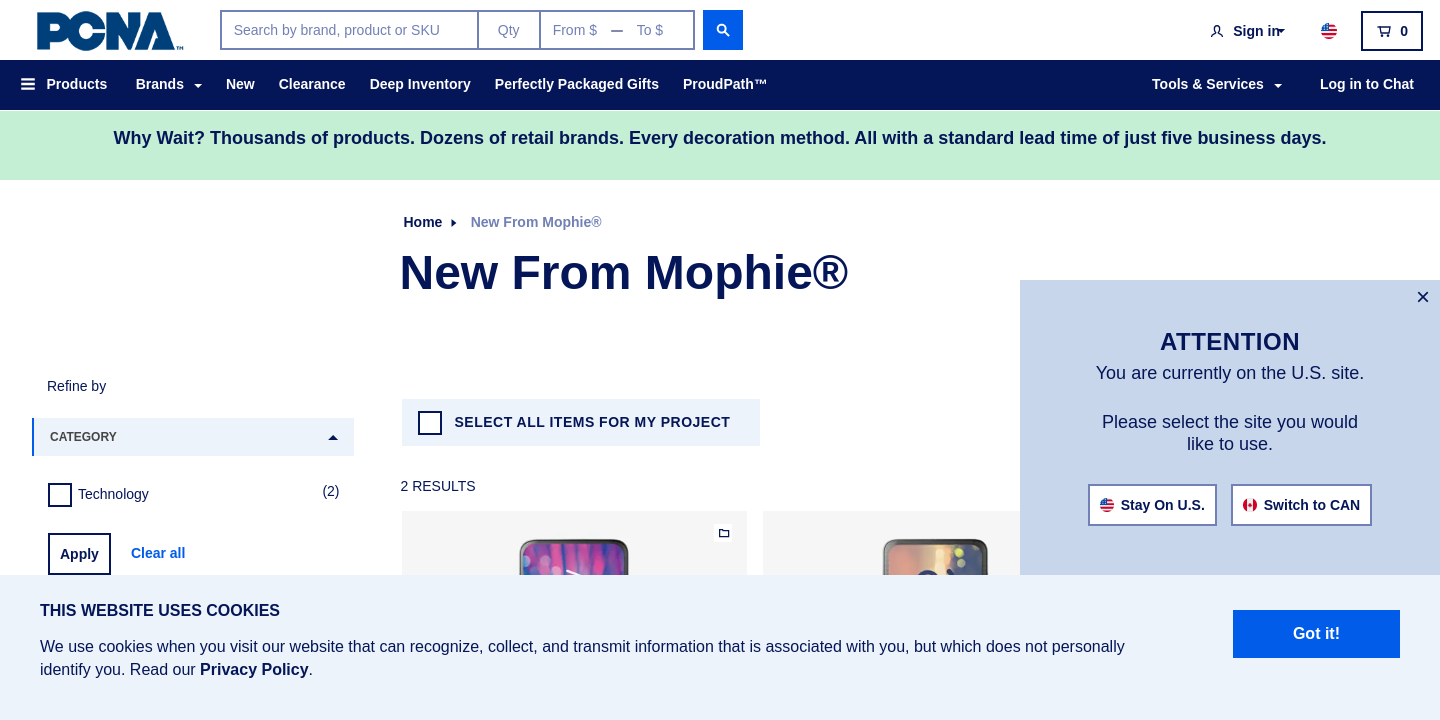 PCNA™
Search by brand, product or SKU
Qty
From $ — To $
Sign in
0
Products
Brands
New
Clearance
Deep Inventory
Perfectly Packaged Gifts
ProudPath™
Tools & Services
Log in to Chat
Why Wait? Thousands of products. Dozens of retail brands. Every decoration method. All with a standard lead time of just five business days.
Home
New From Mophie®
New From Mophie®
×
ATTENTION
You are currently on the U.S. site.
Please select the site you would
like to use.
Stay On U.S.
Switch to CAN
Refine by
CATEGORY
Technology
(2)
Apply
Clear all
SELECT ALL ITEMS FOR MY PROJECT
2 RESULTS
THIS WEBSITE USES COOKIES
We use cookies when you visit our website that can recognize, collect, and transmit information that is associated with you, but which does not personally
identify you. Read our Privacy Policy.
Got it!